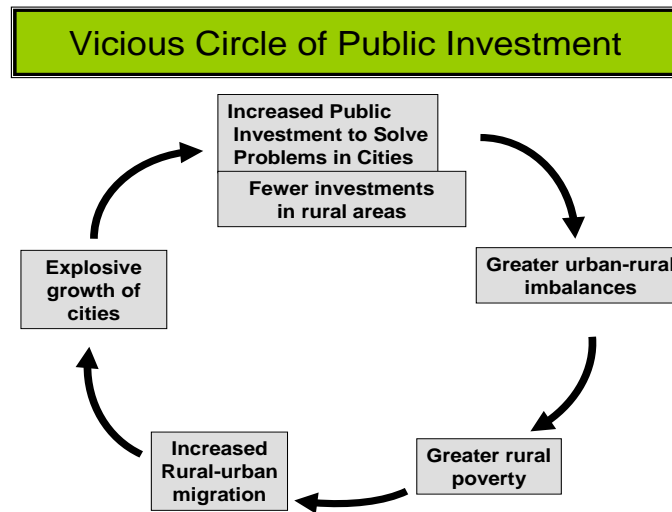 Vicious Circle of Public Investment
Increased Public
Investment to Solve
Problems in Cities
Fewer investments
in rural areas
Greater urban-rural
imbalances
Greater rural
poverty
Increased
Rural-urban
migration
Explosive
growth of
cities